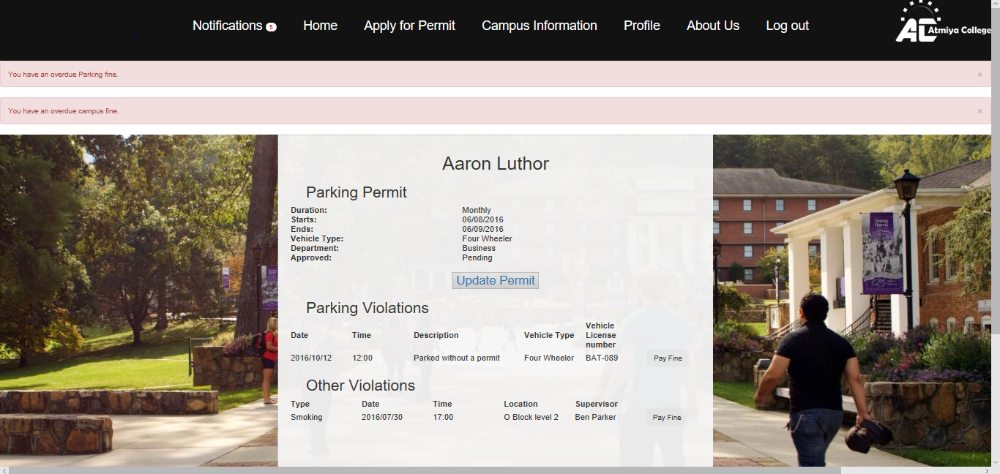 Notifications 5 Home Apply for Permit Campus Information Profile About Us Log out
AC Atmiya College
You have an overdue Parking fine. ×
You have an overdue campus fine. ×
Aaron Luthor
Parking Permit
Duration: Monthly
Starts: 06/08/2016
Ends: 06/09/2016
Vehicle Type: Four Wheeler
Department: Business
Approved: Pending
Update Permit
Parking Violations
Date Time Description Vehicle Type Vehicle License number
2016/10/12 12:00 Parked without a permit Four Wheeler BAT-089 Pay Fine
Other Violations
Type Date Time Location Supervisor
Smoking 2016/07/30 17:00 O Block level 2 Ben Parker Pay Fine
Young
Harris
125